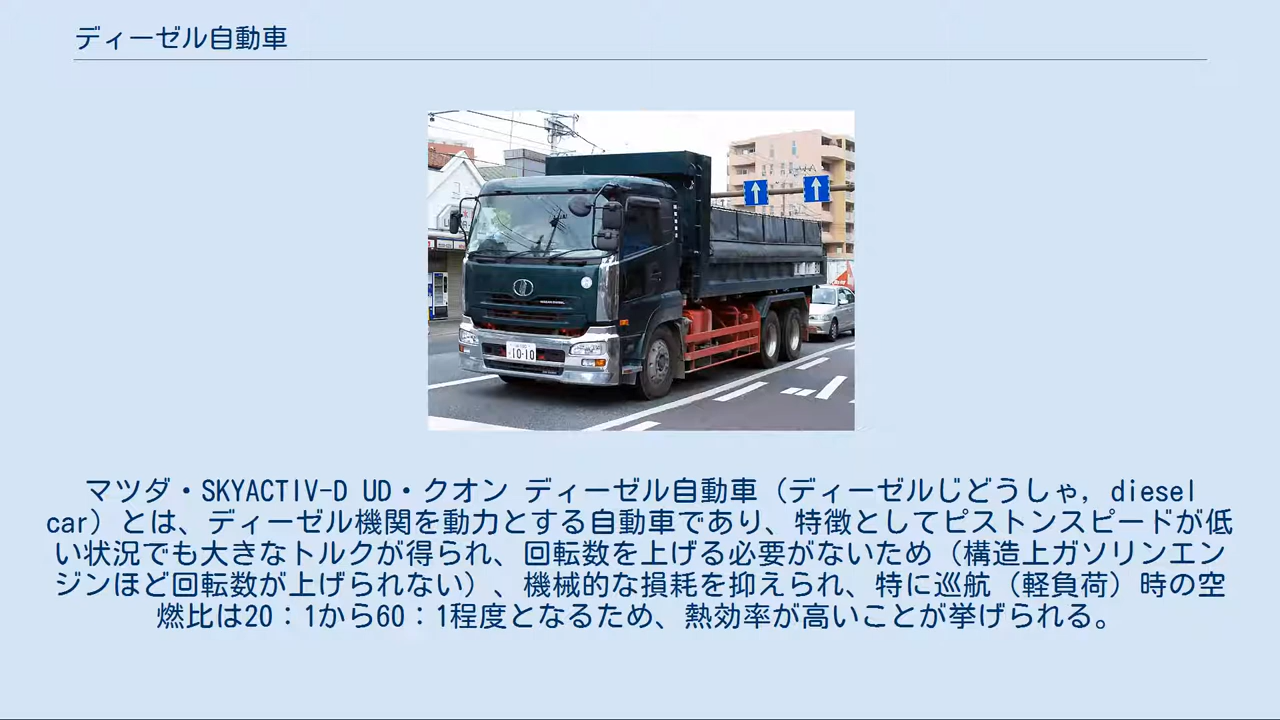 ディーゼル自動車
10-10
マツダ・SKYACTIV-D UD・クオン ディーゼル自動車（ディーゼルじどうしゃ, diesel
car）とは、ディーゼル機関を動力とする自動車であり、特徴としてピストンスピードが低
い状況でも大きなトルクが得られ、回転数を上げる必要がないため（構造上ガソリンエン
ジンほど回転数が上げられない）、機械的な損耗を抑えられ、特に巡航（軽負荷）時の空
燃比は20：1から60：1程度となるため、熱効率が高いことが挙げられる。